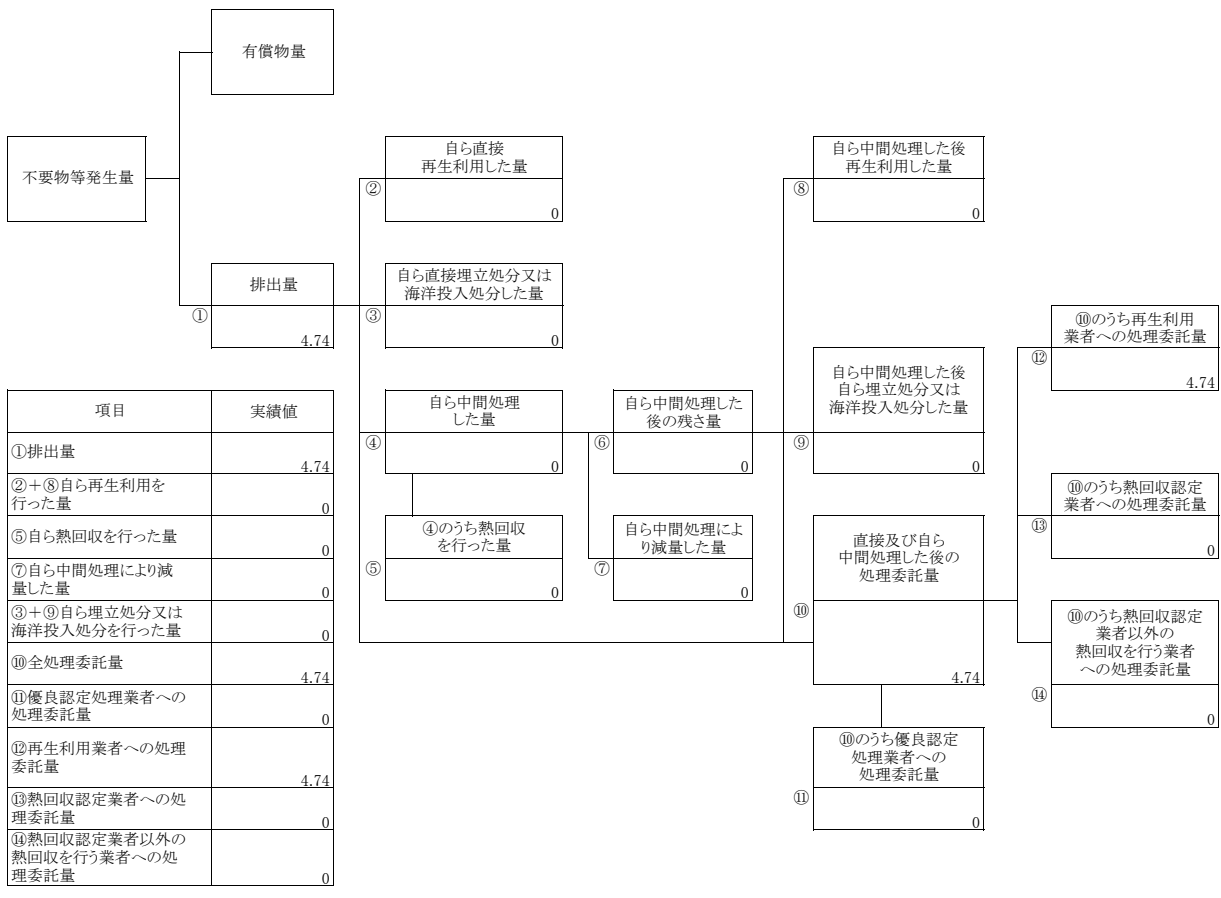 有償物量
不要物等発生量
排出量
①
4.74
自ら直接
再生利用した量
②
0
自ら直接埋立処分又は
海洋投入処分した量
③
0
自ら中間処理
した量
④
0
④のうち熱回収
を行った量
⑤
0
自ら中間処理した
後の残さ量
⑥
0
自ら中間処理によ
り減量した量
⑦
0
自ら中間処理した後
再生利用した量
⑧
0
自ら中間処理した後
自ら埋立処分又は
海洋投入処分した量
⑨
0
直接及び自ら
中間処理した後の
処理委託量
⑩
4.74
⑩のうち優良認定
処理業者への
処理委託量
⑪
0
⑩のうち再生利用
業者への処理委託量
⑫
4.74
⑩のうち熱回収認定
業者への処理委託量
⑬
0
⑩のうち熱回収認定
業者以外の
熱回収を行う業者
への処理委託量
⑭
0
項目 実績値
①排出量
4.74
②+⑧自ら再生利用を
行った量
0
⑤自ら熱回収を行った量
0
⑦自ら中間処理により減
量した量
0
③+⑨自ら埋立処分又は
海洋投入処分を行った量
0
⑩全処理委託量
4.74
⑪優良認定処理業者への
処理委託量
0
⑫再生利用業者への処理
委託量
4.74
⑬熱回収認定業者への処
理委託量
0
⑭熱回収認定業者以外の
熱回収を行う業者への処
理委託量
0